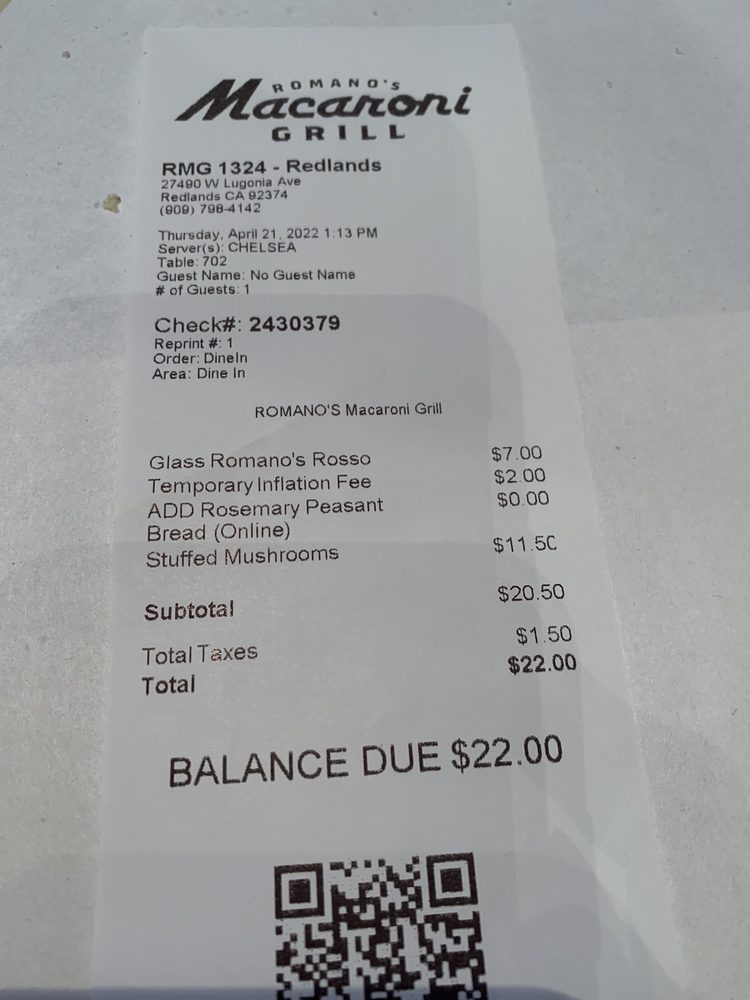 ROMANO'S
Macaroni
GRILL
RMG 1324 - Redlands
27490 W Lugonia Ave
Redlands CA 92374
(909) 798-4142
Thursday, April 21, 2022 1:13 PM
Server(s): CHELSEA
Table: 702
Guest Name: No Guest Name
# of Guests: 1
Check#: 2430379
Reprint #: 1
Order: DineIn
Area: Dine In
ROMANO'S Macaroni Grill
Glass Romano's Rosso $7.00
Temporary Inflation Fee $2.00
ADD Rosemary Peasant $0.00
Bread (Online)
Stuffed Mushrooms $11.50
Subtotal $20.50
Total Taxes $1.50
Total $22.00
BALANCE DUE $22.00